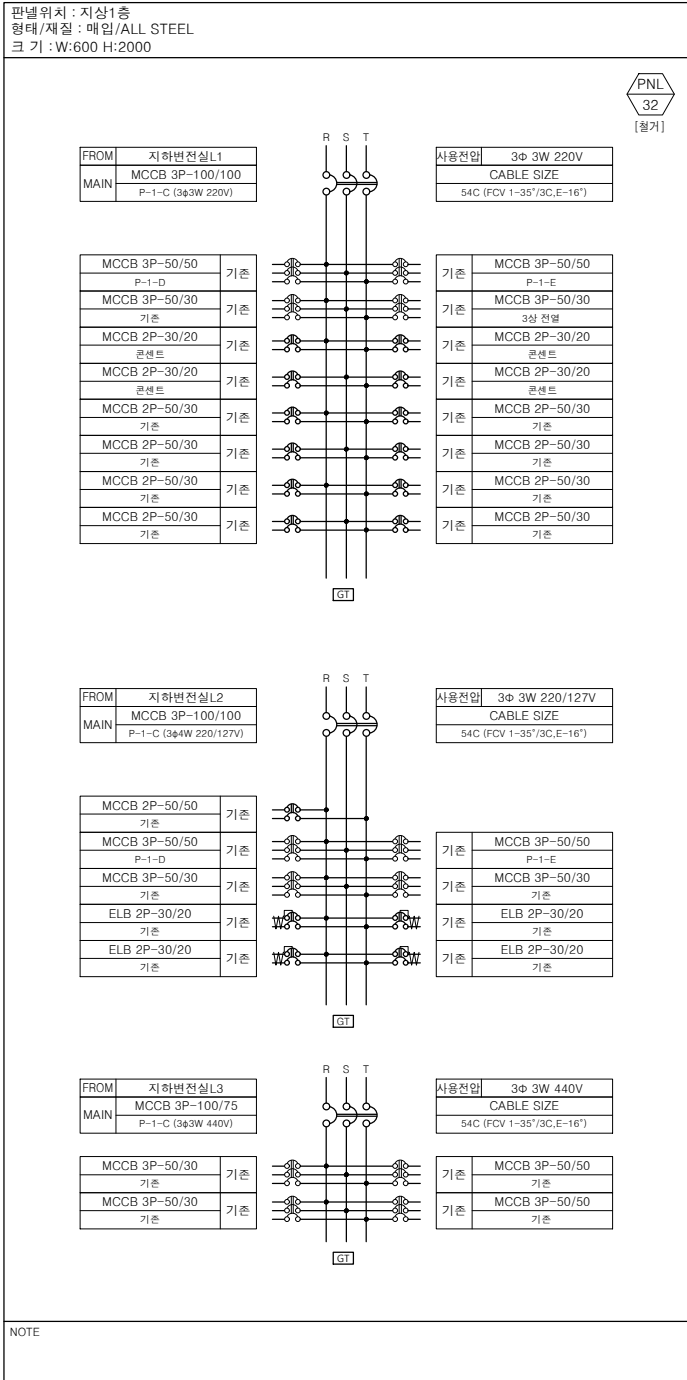 판넬위치 : 지상1층
형태/재질 : 매입/ALL STEEL
크 기 : W:600 H:2000
PNL
32
[철거]
R S T
FROM 지하변전실L1
MAIN MCCB 3P-100/100
P-1-C (3ϕ3W 220V)
사용전압 3Φ 3W 220V
CABLE SIZE
54C (FCV 1-35°/3C,E-16°)
MCCB 3P-50/50 기존
P-1-D
MCCB 3P-50/30 기존
기존
MCCB 2P-30/20 기존
콘센트
MCCB 2P-30/20 기존
콘센트
MCCB 2P-50/30 기존
기존
MCCB 2P-50/30 기존
기존
MCCB 2P-50/30 기존
기존
MCCB 2P-50/30 기존
기존
기존 MCCB 3P-50/50
P-1-E
기존 MCCB 3P-50/30
3상 전열
기존 MCCB 2P-30/20
콘센트
기존 MCCB 2P-30/20
콘센트
기존 MCCB 2P-50/30
기존
기존 MCCB 2P-50/30
기존
기존 MCCB 2P-50/30
기존
기존 MCCB 2P-50/30
기존
GT
R S T
FROM 지하변전실L2
MAIN MCCB 3P-100/100
P-1-C (3ϕ4W 220/127V)
사용전압 3Φ 3W 220/127V
CABLE SIZE
54C (FCV 1-35°/3C,E-16°)
MCCB 2P-50/50 기존
기존
MCCB 3P-50/50 기존
P-1-D
MCCB 3P-50/30 기존
기존
ELB 2P-30/20 기존
기존
ELB 2P-30/20 기존
기존
기존 MCCB 3P-50/50
P-1-E
기존 MCCB 3P-50/30
기존
기존 ELB 2P-30/20
기존
기존 ELB 2P-30/20
기존
GT
R S T
FROM 지하변전실L3
MAIN MCCB 3P-100/75
P-1-C (3ϕ3W 440V)
사용전압 3Φ 3W 440V
CABLE SIZE
54C (FCV 1-35°/3C,E-16°)
MCCB 3P-50/30 기존
기존
MCCB 3P-50/30 기존
기존
기존 MCCB 3P-50/50
기존
기존 MCCB 3P-50/50
기존
GT
NOTE